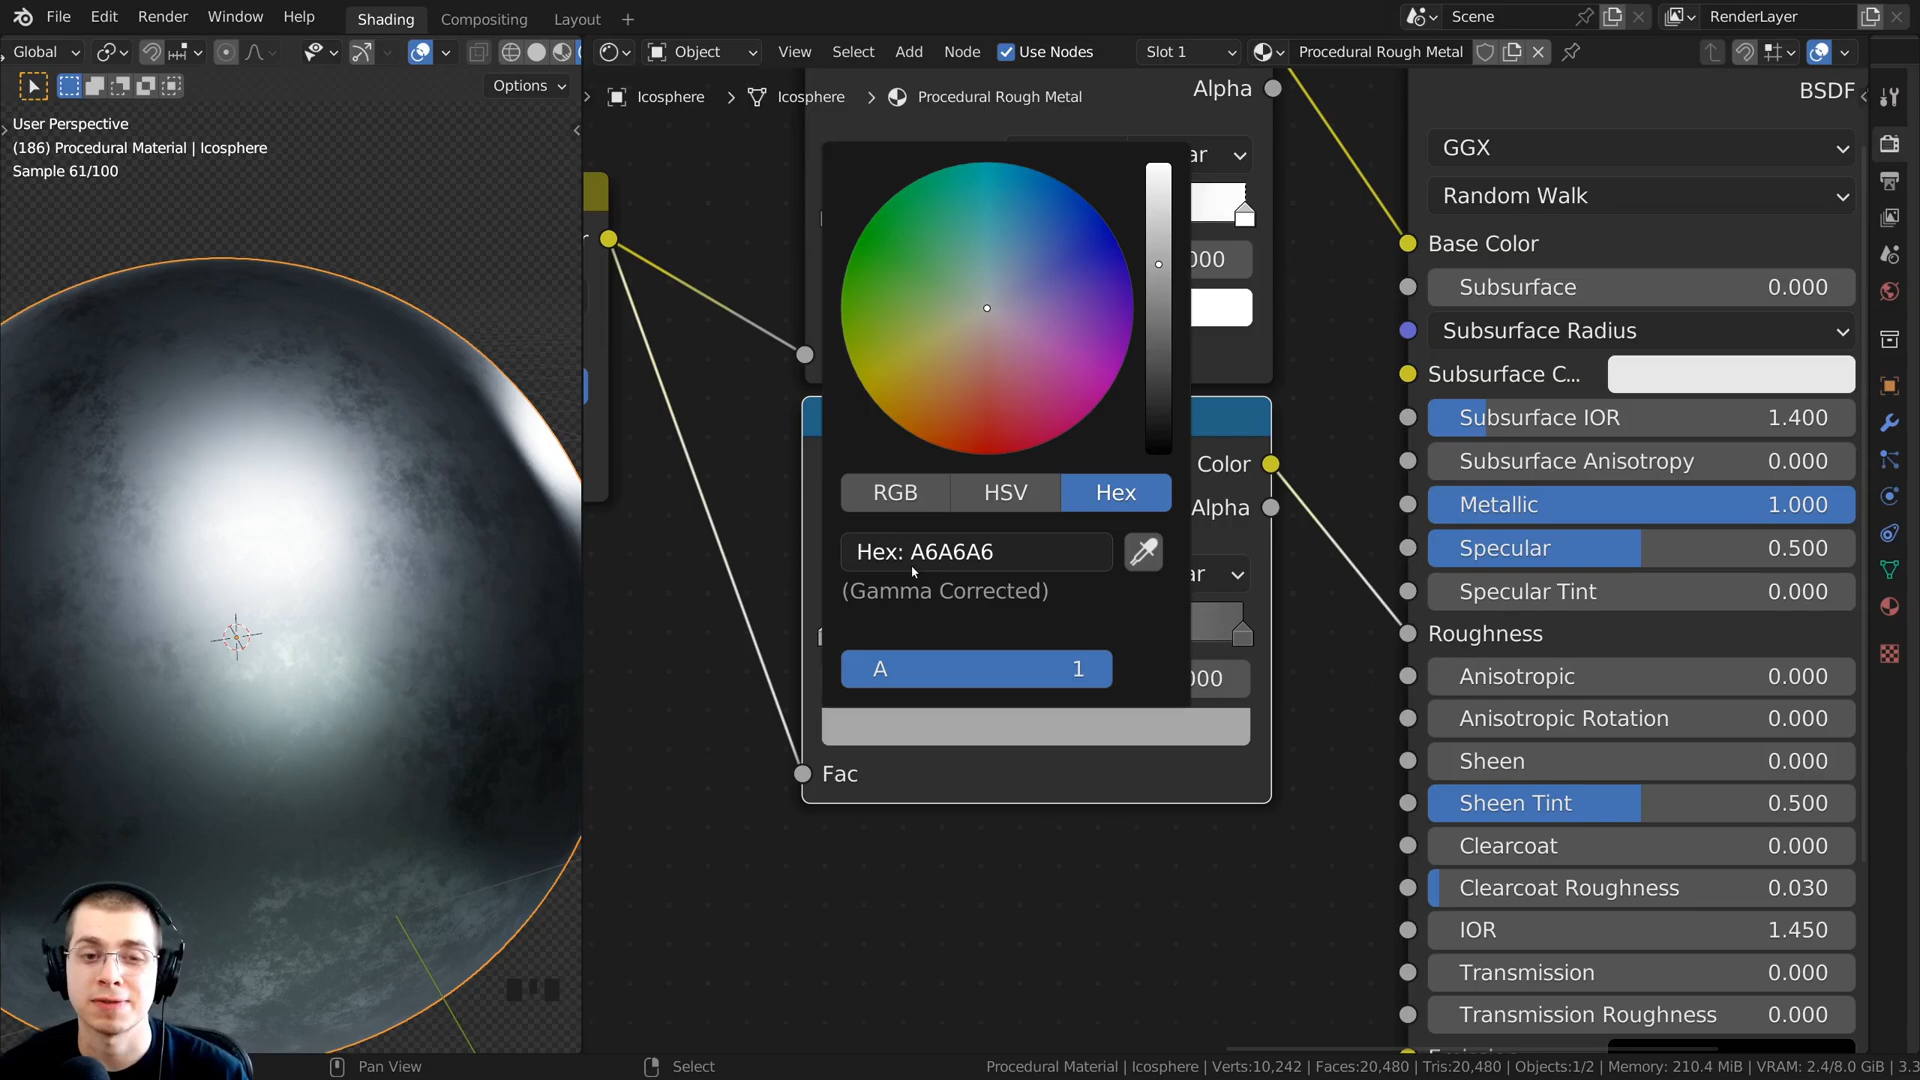 File Edit Render Window Help Shading Compositing Layout + Scene RenderLayer
Global Object View Select Add Node Use Nodes Slot 1 Procedural Rough Metal
Options
Icosphere > Icosphere > Procedural Rough Metal
User Perspective
(186) Procedural Material | Icosphere
Sample 61/100
Alpha
ar
000
RGB HSV Hex
Hex: A6A6A6
(Gamma Corrected)
A 1
Color
Alpha
ar
000
Fac
BSDF
GGX
Random Walk
Base Color
Subsurface 0.000
Subsurface Radius
Subsurface C...
Subsurface IOR 1.400
Subsurface Anisotropy 0.000
Metallic 1.000
Specular 0.500
Specular Tint 0.000
Roughness
Anisotropic 0.000
Anisotropic Rotation 0.000
Sheen 0.000
Sheen Tint 0.500
Clearcoat 0.000
Clearcoat Roughness 0.030
IOR 1.450
Transmission 0.000
Transmission Roughness 0.000
Pan View Select Procedural Material | Icosphere | Verts:10,242 | Faces:20,480 | Tris:20,480 | Objects:1/2 | Memory: 210.4 MiB | VRAM: 2.4/8.0 GiB | 3.3